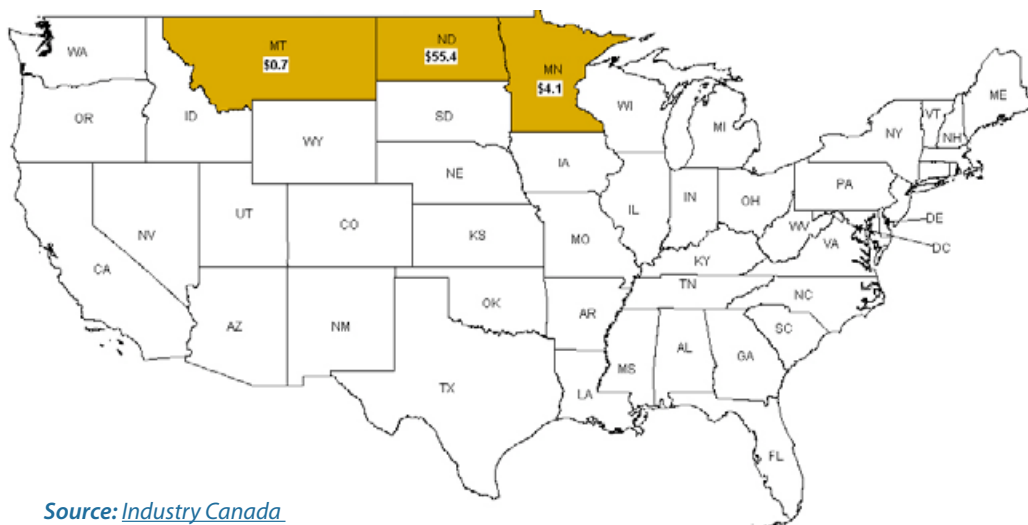 WA
MT
$0.7
ND
$55.4
MN
$4.1
OR
ID
WY
SD
WI
MI
NY
VT
NH
ME
NE
IA
PA
NV
UT
CO
KS
MO
IL
IN
OH
WV
VA
DE
DC
CA
KY
AZ
NM
OK
AR
TN
NC
SC
TX
LA
MS
AL
GA
FL
Source: Industry Canada